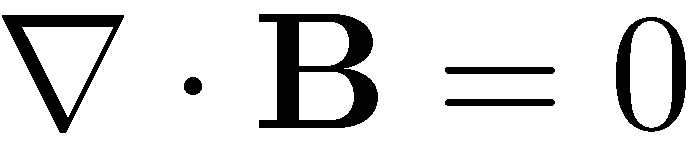 ∇ · B = 0